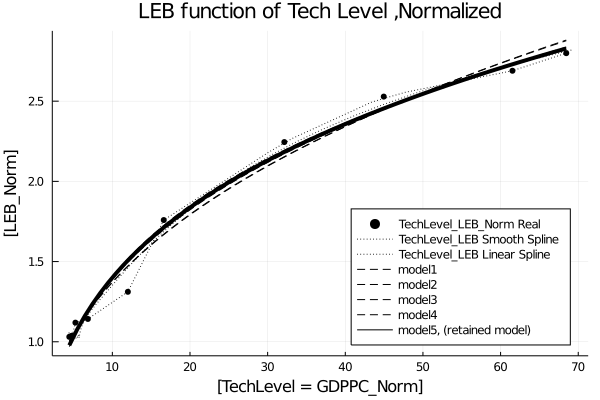 LEB function of Tech Level ,Normalized
[LEB_Norm]
2.5
2.0
1.5
1.0
TechLevel_LEB_Norm Real
TechLevel_LEB Smooth Spline
TechLevel_LEB Linear Spline
model1
model2
model3
model4
model5, (retained model)
10 20 30 40 50 60 70
[TechLevel = GDPPC_Norm]